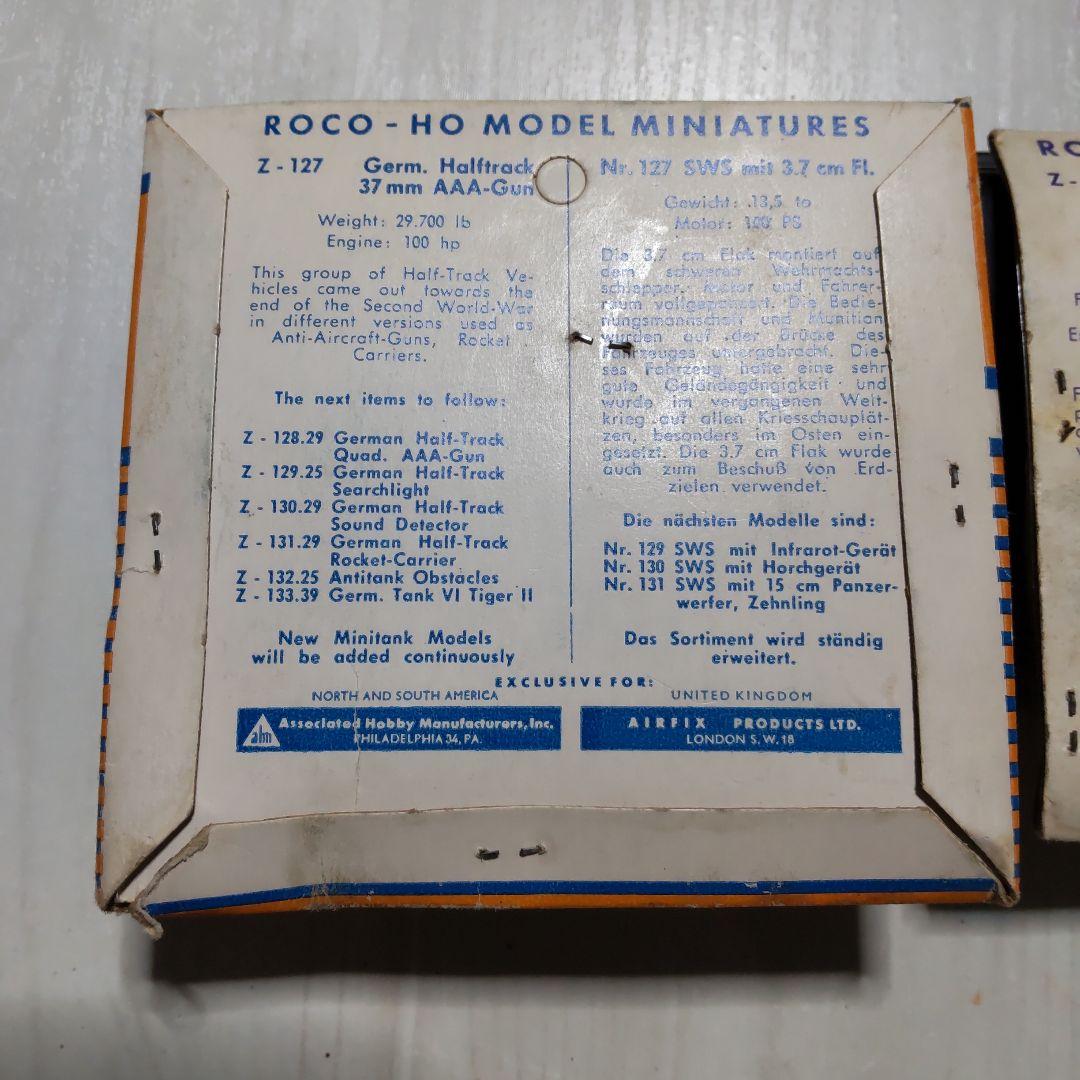 ROCO - HO MODEL MINIATURES
Z - 127 Germ. Halftrack
37 mm AAA-Gun
Weight: 29.700 lb
Engine: 100 hp
This group of Half-Track Ve-
hicles came out towards the
end of the Second World-War
in different versions used as
Anti-Aircraft-Guns, Rocket
Carriers.
The next items to follow:
Z - 128.29 German Half-Track
Quad. AAA-Gun
Z - 129.25 German Half-Track
Searchlight
Z - 130.29 German Half-Track
Sound Detector
Z - 131.29 German Half-Track
Rocket-Carrier
Z - 132.25 Antitank Obstacles
Z - 133.39 Germ. Tank VI Tiger II
New Minitank Models
will be added continuously
Nr. 127 SWS mit 3.7 cm Fl.
Gewicht: 13,5 to
Motor: 100 PS
Die 3.7 cm Flak montiert auf
dem schweren Wehrmachts-
schlepper. Motor und Fahrer-
raum vollgepanzert. Die Bedie-
nungsmannschaft und Munition
wurden auf der Brücke des
Fahrzeuges untergebracht. Die-
ses Fahrzeug hatte eine sehr
gute Geländegängigkeit und
wurde im vergangenen Welt-
krieg auf allen Kriesschauplät-
zen, besonders im Osten ein-
gesetzt. Die 3.7 cm Flak wurde
auch zum Beschuß von Erd-
zielen verwendet.
Die nächsten Modelle sind:
Nr. 129 SWS mit Infrarot-Gerät
Nr. 130 SWS mit Horchgerät
Nr. 131 SWS mit 15 cm Panzer-
werfer, Zehnling
Das Sortiment wird ständig
erweitert.
EXCLUSIVE FOR:
NORTH AND SOUTH AMERICA
ahm Associated Hobby Manufacturers, Inc.
PHILADELPHIA 34, PA.
UNITED KINGDOM
AIRFIX PRODUCTS LTD.
LONDON S.W.18
RO
Z -